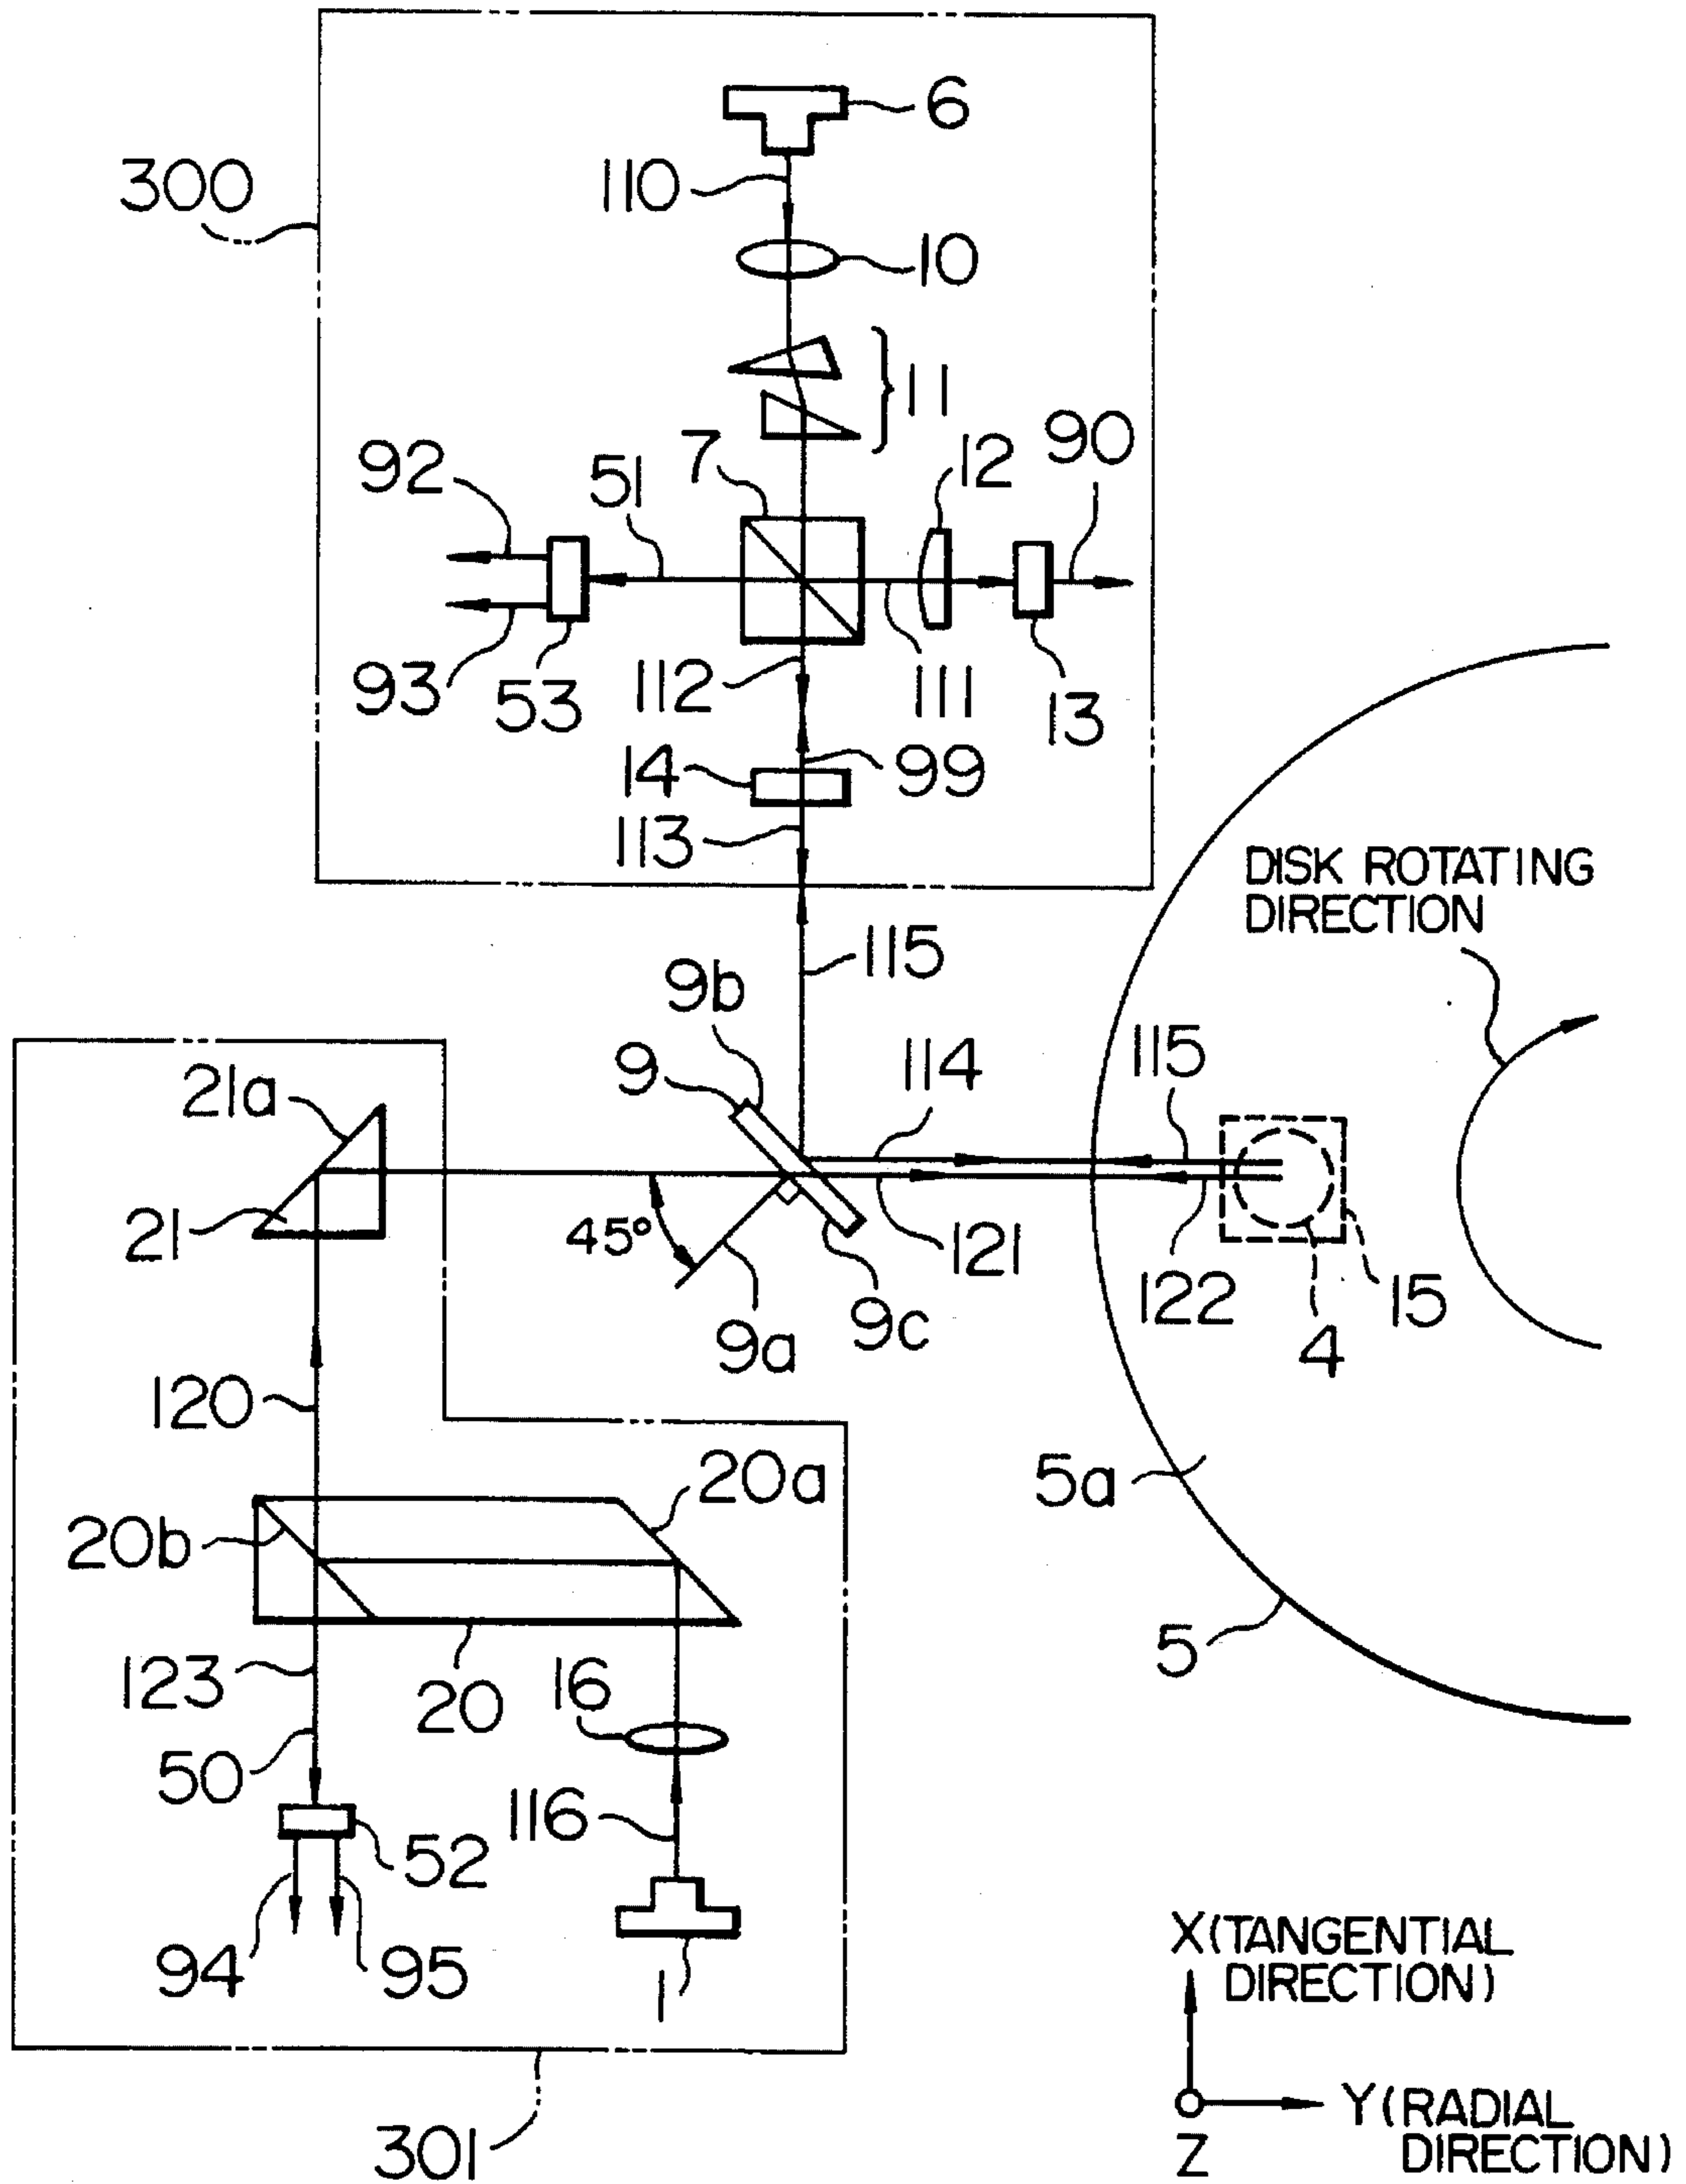 6
110
300
10
11
7
12
90
92
51
93
53
112
111
13
14
99
113
DISK ROTATING
DIRECTION
115
9b
9
114
115
21a
21
45°
121
122
15
9a
9c
4
120
20a
5a
20b
5
123
20
16
50
116
52
94
95
1
X(TANGENTIAL
DIRECTION)
Y(RADIAL
DIRECTION)
Z
301